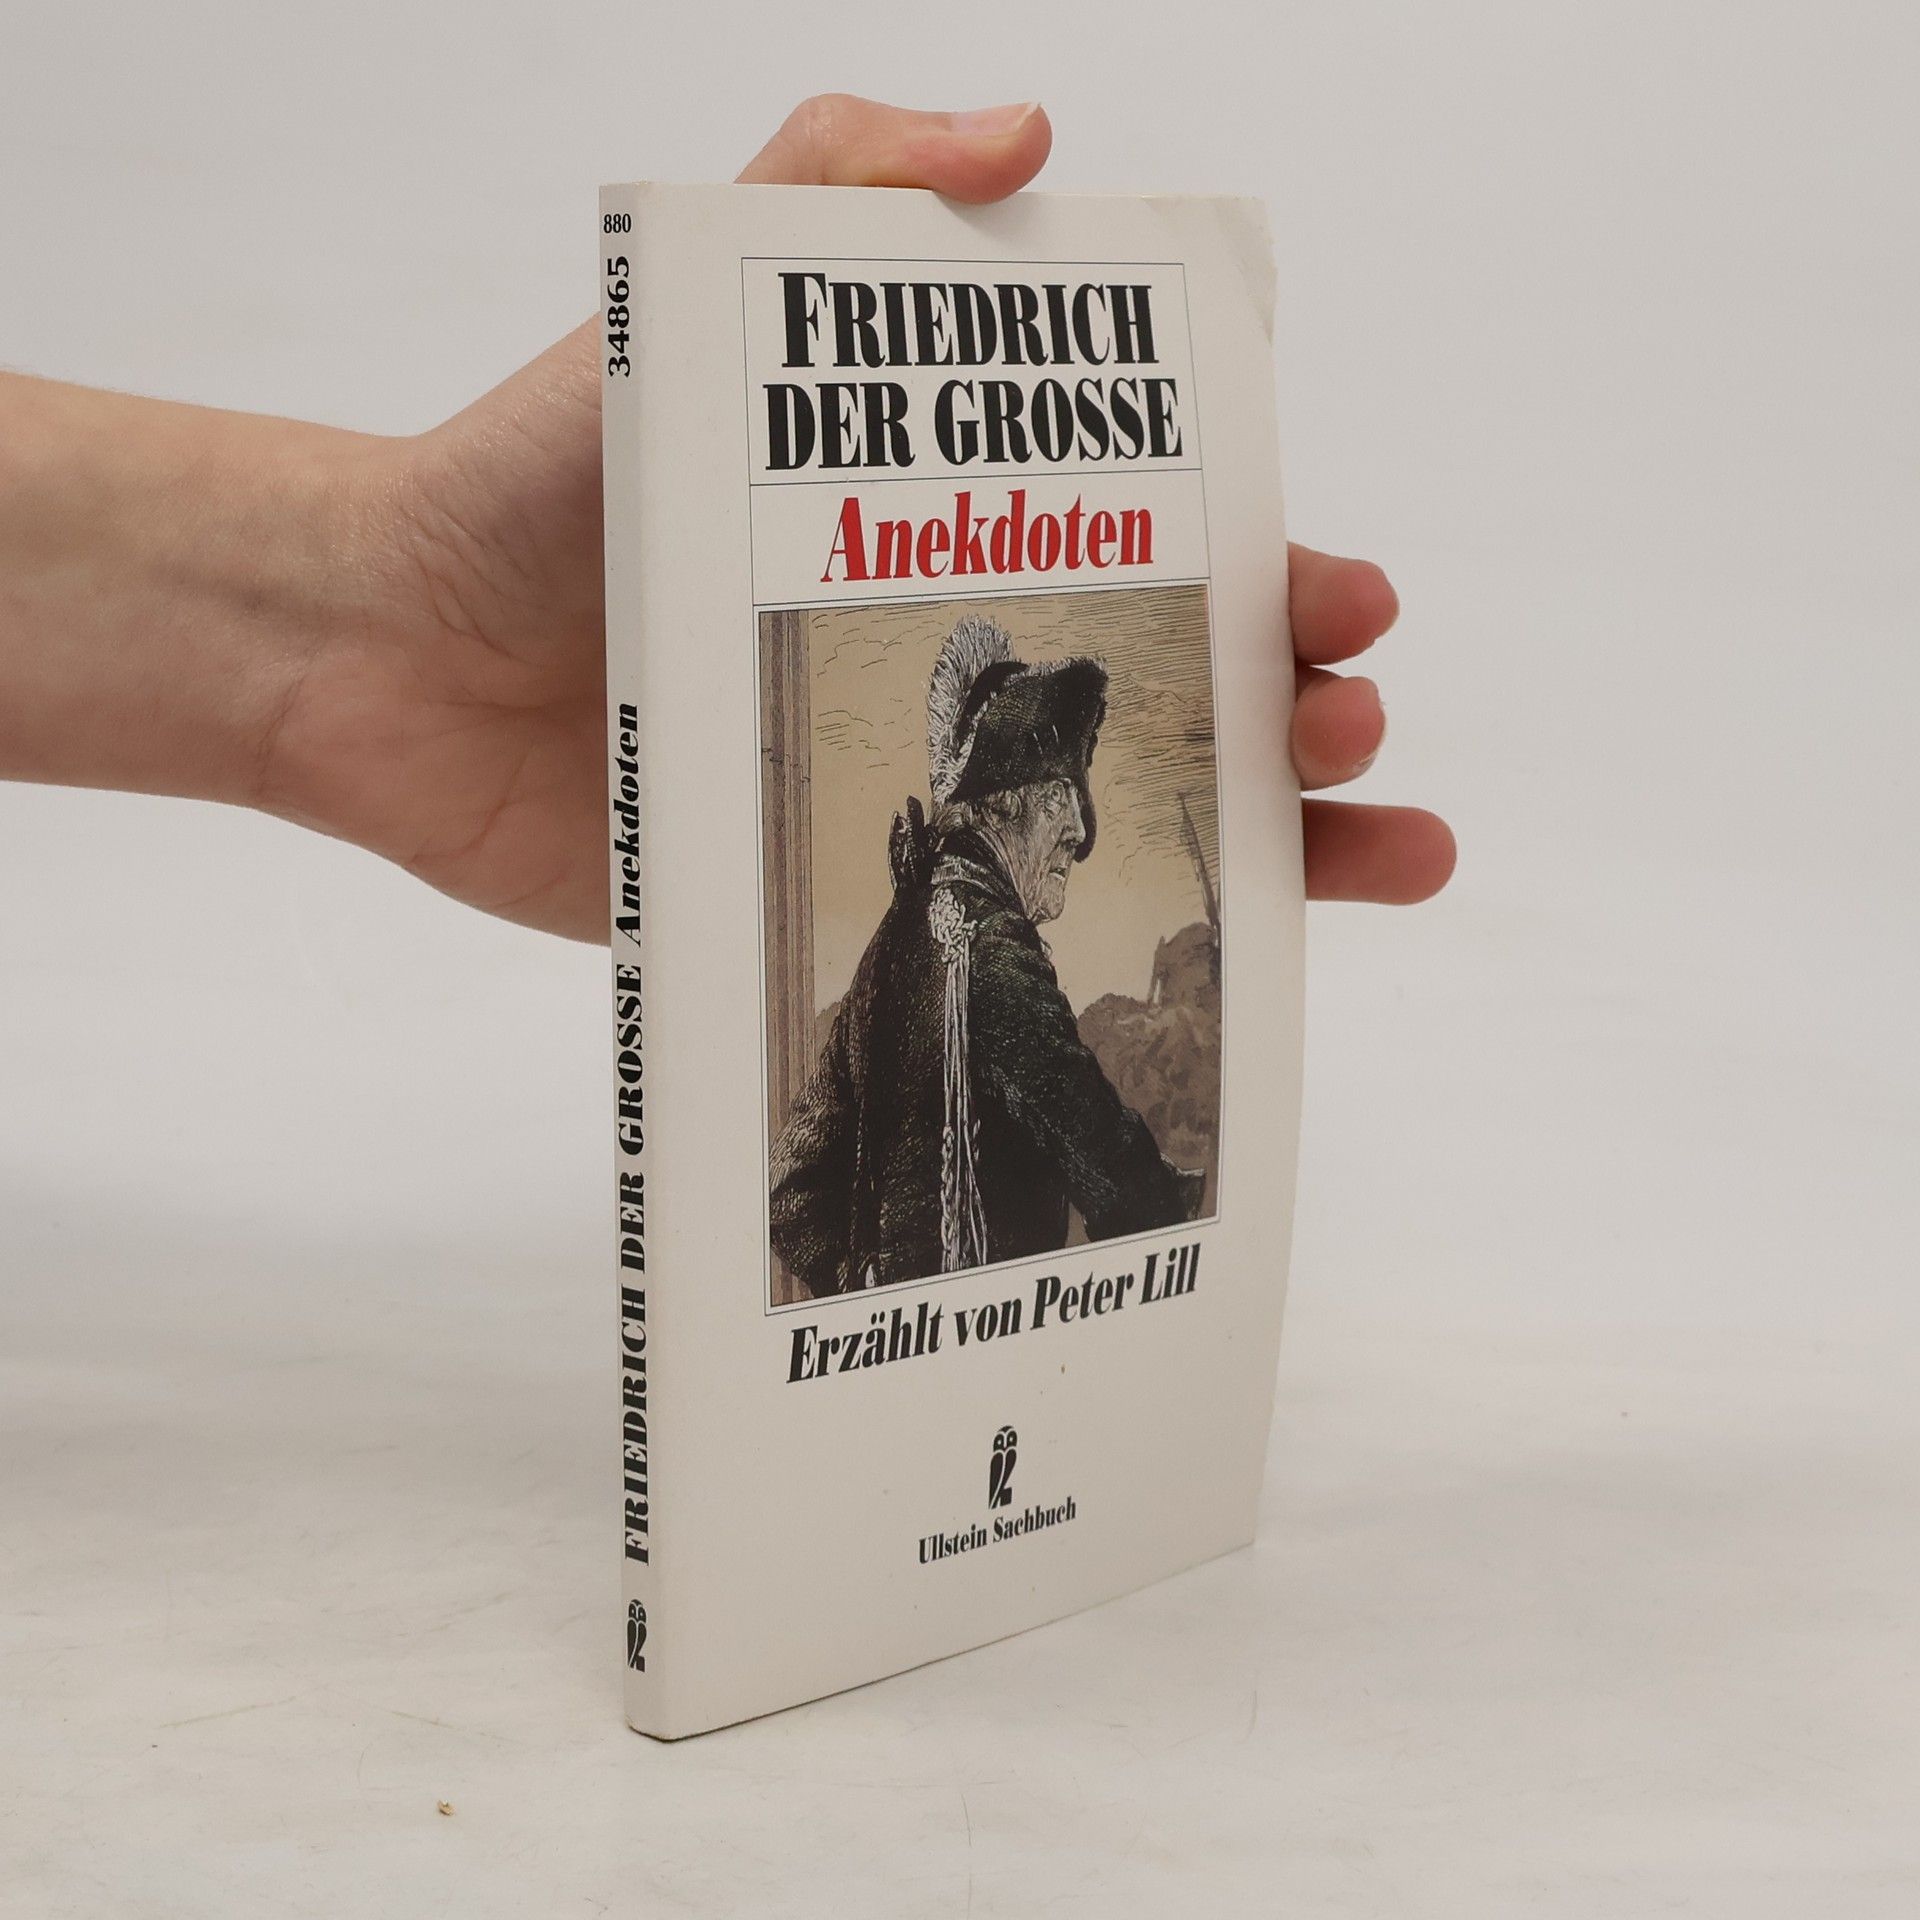 880
34865
FRIEDRICH DER GROSSE Anekdoten
FRIEDRICH
DER GROSSE
Anekdoten
Erzählt von Peter Lill
Ullstein Sachbuch